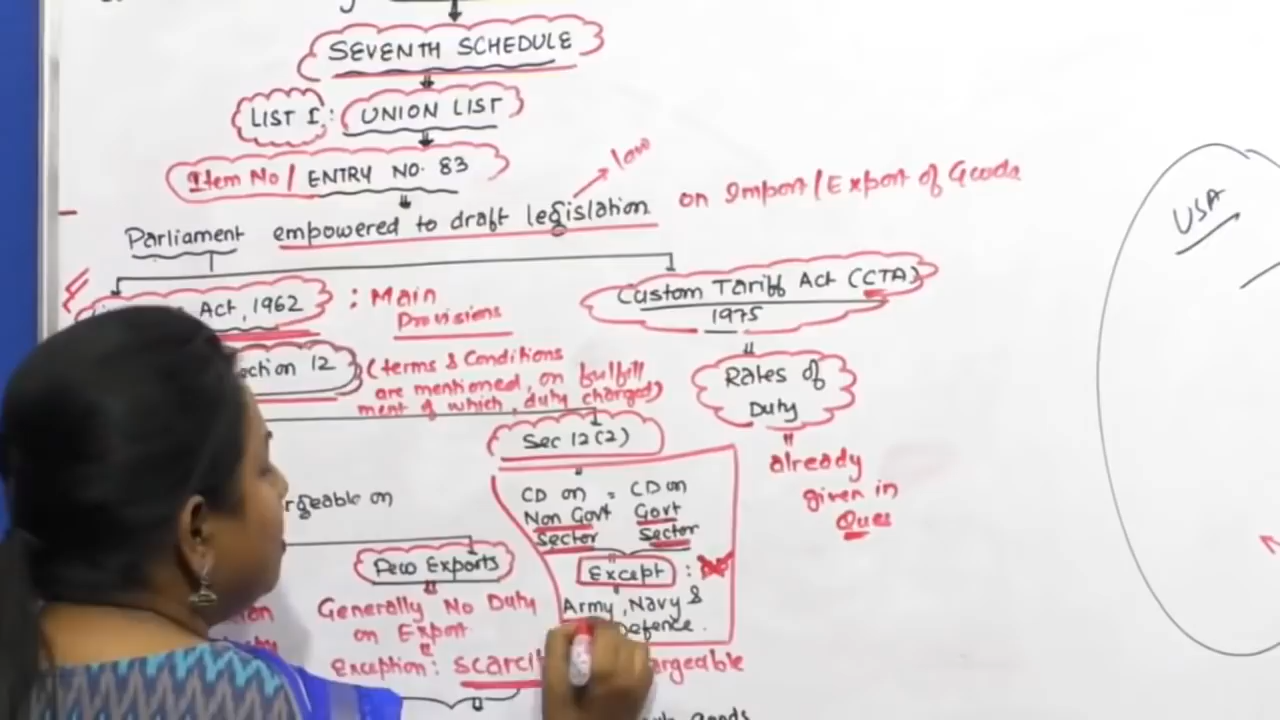 SEVENTH SCHEDULE
LIST I : UNION LIST
Item No / ENTRY NO. 83
law
on Import/Export of Goods
Parliament empowered to draft legislation
Act, 1962 : Main
Provisions
Custom Tariff Act (CTA)
1975
ection 12 (terms & Conditions
are mentioned, on fulfill
ment of which, duty charged)
Rates of
Duty
already
given in
Ques
Sec 12(2)
CD on = CD on
Non Govt Govt
Sector Sector
Except :
Army, Navy &
Defence.
rgeable on
Few Exports
Generally No Duty
on Export
Exception : Scarcit
argeable
goods
USA